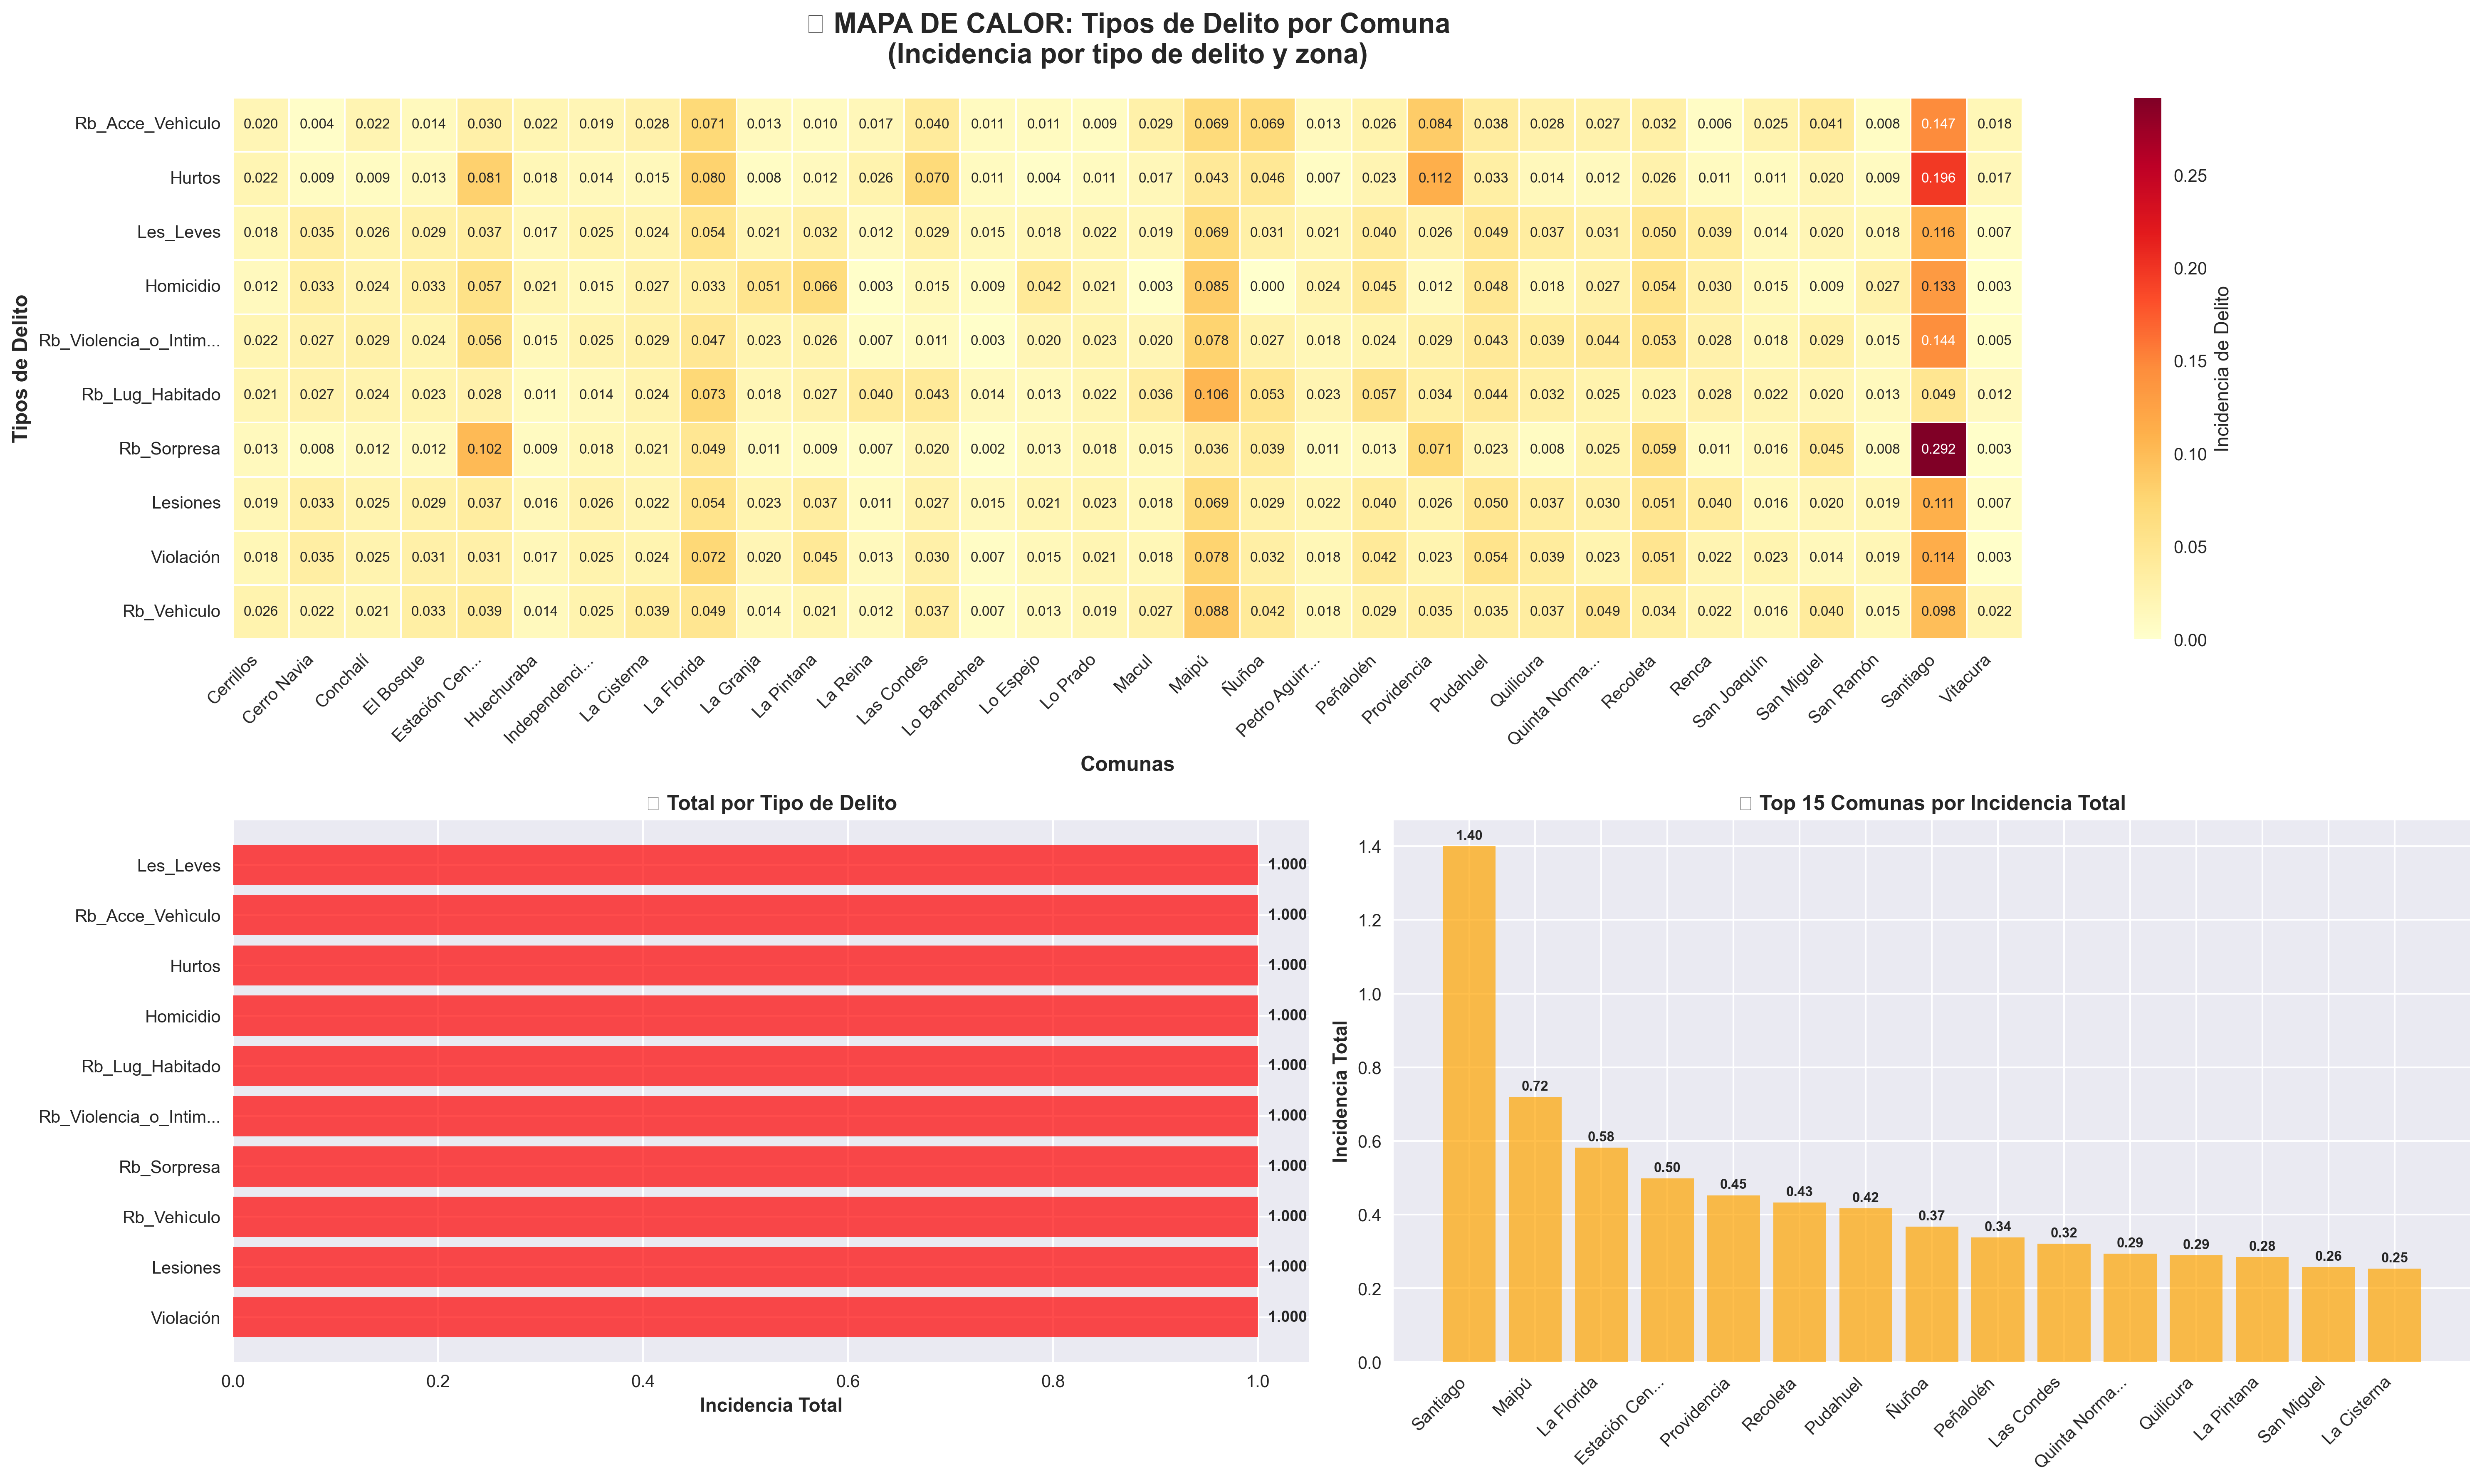 MAPA DE CALOR: Tipos de Delito por Comuna
(Incidencia por tipo de delito y zona)
Tipos de Delito
Rb_Acce_Vehìculo 0.020 0.004 0.022 0.014 0.030 0.022 0.019 0.028 0.071 0.013 0.010 0.017 0.040 0.011 0.011 0.009 0.029 0.069 0.069 0.013 0.026 0.084 0.038 0.028 0.027 0.032 0.006 0.025 0.041 0.008 0.147 0.018
Hurtos 0.022 0.009 0.009 0.013 0.081 0.018 0.014 0.015 0.080 0.008 0.012 0.026 0.070 0.011 0.004 0.011 0.017 0.043 0.046 0.007 0.023 0.112 0.033 0.014 0.012 0.026 0.011 0.011 0.020 0.009 0.196 0.017
Les_Leves 0.018 0.035 0.026 0.029 0.037 0.017 0.025 0.024 0.054 0.021 0.032 0.012 0.029 0.015 0.018 0.022 0.019 0.069 0.031 0.021 0.040 0.026 0.049 0.037 0.031 0.050 0.039 0.014 0.020 0.018 0.116 0.007
Homicidio 0.012 0.033 0.024 0.033 0.057 0.021 0.015 0.027 0.033 0.051 0.066 0.003 0.015 0.009 0.042 0.021 0.003 0.085 0.000 0.024 0.045 0.012 0.048 0.018 0.027 0.054 0.030 0.015 0.009 0.027 0.133 0.003
Rb_Violencia_o_Intim... 0.022 0.027 0.029 0.024 0.056 0.015 0.025 0.029 0.047 0.023 0.026 0.007 0.011 0.003 0.020 0.023 0.020 0.078 0.027 0.018 0.024 0.029 0.043 0.039 0.044 0.053 0.028 0.018 0.029 0.015 0.144 0.005
Rb_Lug_Habitado 0.021 0.027 0.024 0.023 0.028 0.011 0.014 0.024 0.073 0.018 0.027 0.040 0.043 0.014 0.013 0.022 0.036 0.106 0.053 0.023 0.057 0.034 0.044 0.032 0.025 0.023 0.028 0.022 0.020 0.013 0.049 0.012
Rb_Sorpresa 0.013 0.008 0.012 0.012 0.102 0.009 0.018 0.021 0.049 0.011 0.009 0.007 0.020 0.002 0.013 0.018 0.015 0.036 0.039 0.011 0.013 0.071 0.023 0.008 0.025 0.059 0.011 0.016 0.045 0.008 0.292 0.003
Lesiones 0.019 0.033 0.025 0.029 0.037 0.016 0.026 0.022 0.054 0.023 0.037 0.011 0.027 0.015 0.021 0.023 0.018 0.069 0.029 0.022 0.040 0.026 0.050 0.037 0.030 0.051 0.040 0.016 0.020 0.019 0.111 0.007
Violación 0.018 0.035 0.025 0.031 0.031 0.017 0.025 0.024 0.072 0.020 0.045 0.013 0.030 0.007 0.015 0.021 0.018 0.078 0.032 0.018 0.042 0.023 0.054 0.039 0.023 0.051 0.022 0.023 0.014 0.019 0.114 0.003
Rb_Vehìculo 0.026 0.022 0.021 0.033 0.039 0.014 0.025 0.039 0.049 0.014 0.021 0.012 0.037 0.007 0.013 0.019 0.027 0.088 0.042 0.018 0.029 0.035 0.035 0.037 0.049 0.034 0.022 0.016 0.040 0.015 0.098 0.022
Cerrillos
Cerro Navia
Conchalí
El Bosque
Estación Cen...
Huechuraba
Independenci...
La Cisterna
La Florida
La Granja
La Pintana
La Reina
Las Condes
Lo Barnechea
Lo Espejo
Lo Prado
Macul
Maipú
Ñuñoa
Pedro Aguirr...
Peñalolén
Providencia
Pudahuel
Quilicura
Quinta Norma...
Recoleta
Renca
San Joaquín
San Miguel
San Ramón
Santiago
Vitacura
Comunas
0.25
0.20
0.15
0.10
0.05
0.00
Incidencia de Delito
Total por Tipo de Delito
Les_Leves 1.000
Rb_Acce_Vehìculo 1.000
Hurtos 1.000
Homicidio 1.000
Rb_Lug_Habitado 1.000
Rb_Violencia_o_Intim... 1.000
Rb_Sorpresa 1.000
Rb_Vehìculo 1.000
Lesiones 1.000
Violación 1.000
0.0 0.2 0.4 0.6 0.8 1.0
Incidencia Total
Top 15 Comunas por Incidencia Total
Incidencia Total
1.4
1.2
1.0
0.8
0.6
0.4
0.2
0.0
1.40
0.72
0.58
0.50
0.45
0.43
0.42
0.37
0.34
0.32
0.29
0.29
0.28
0.26
0.25
Santiago
Maipú
La Florida
Estación Cen...
Providencia
Recoleta
Pudahuel
Ñuñoa
Peñalolén
Las Condes
Quinta Norma...
Quilicura
La Pintana
San Miguel
La Cisterna